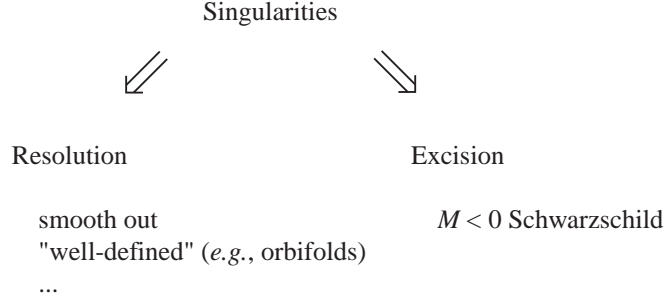 Singularities
Resolution
Excision
smooth out
"well-defined" (e.g., orbifolds)
...
M < 0 Schwarzschild